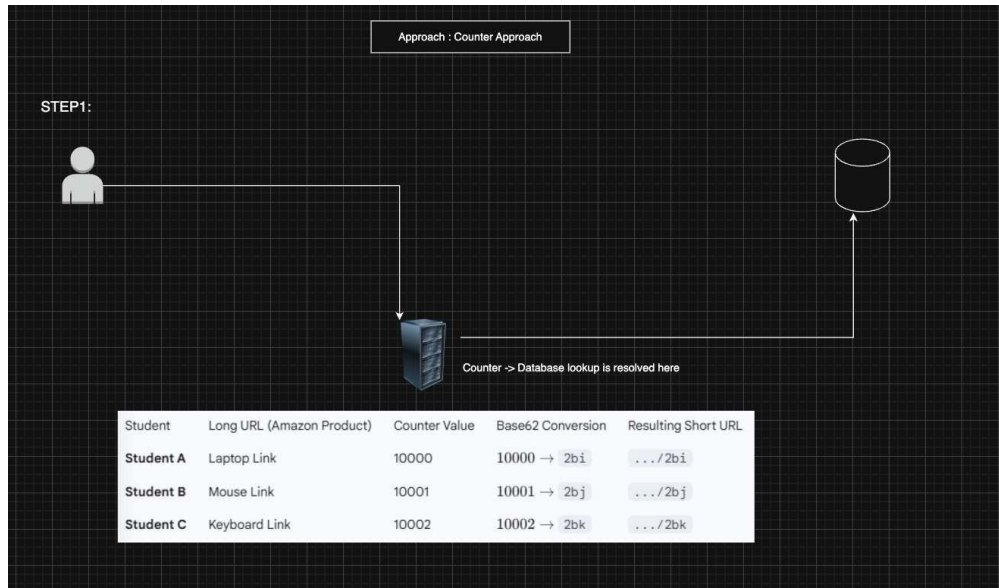 Approach : Counter Approach
STEP1:
Counter -> Database lookup is resolved here
Student Long URL (Amazon Product) Counter Value Base62 Conversion Resulting Short URL
Student A Laptop Link 10000 10000 → 2bi .../2bi
Student B Mouse Link 10001 10001 → 2bj .../2bj
Student C Keyboard Link 10002 10002 → 2bk .../2bk